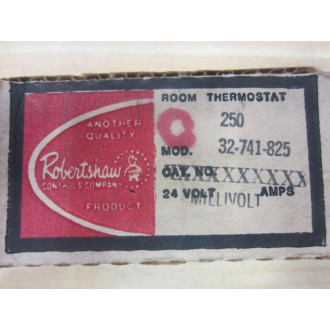 ANOTHER
QUALITY
Robertshaw
CONTROLS COMPANY
PRODUCT
ROOM THERMOSTAT
250
MOD. 32-741-825
CAT. NO. XXXXXXXXX
24 VOLT AMPS
MILLIVOLT